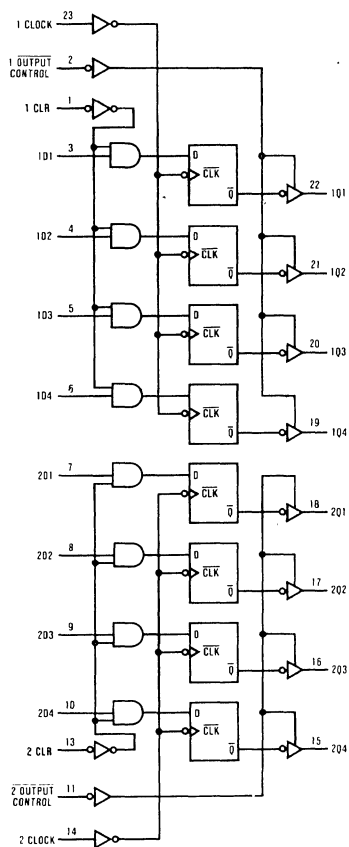 23
1 CLOCK
2
1 OUTPUT
CONTROL
1
1 CLR
3
1D1
D
CLK
Q
22
1Q1
4
1D2
D
CLK
Q
21
1Q2
5
1D3
D
CLK
Q
20
1Q3
6
1D4
D
CLK
Q
19
1Q4
7
2D1
D
CLK
Q
18
2Q1
8
2D2
D
CLK
Q
17
2Q2
9
2D3
D
CLK
Q
16
2Q3
10
2D4
D
CLK
Q
15
2Q4
13
2 CLR
11
2 OUTPUT
CONTROL
14
2 CLOCK